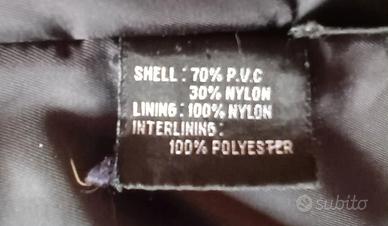 SHELL: 70% P.V.C
30% NYLON
LINING: 100% NYLON
INTERLINING:
100% POLYESTER
subito